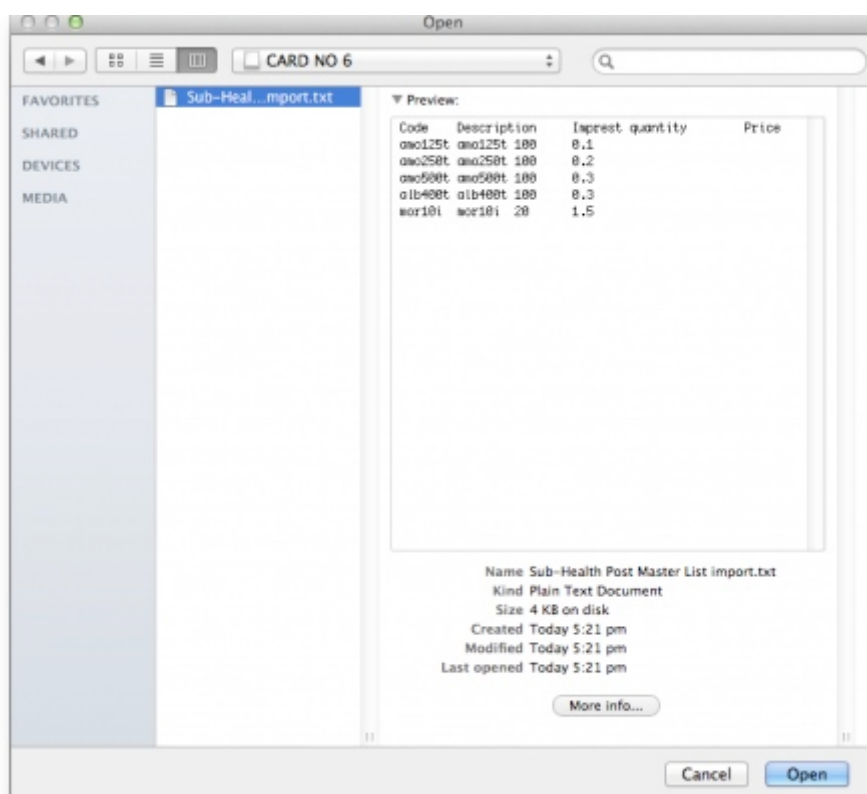 Open
CARD NO 6
FAVORITES
SHARED
DEVICES
MEDIA
Sub-Heal...mport.txt
Preview:
Code Description Imprest quantity Price
amo125t amo125t 100 0.1
amo250t amo250t 100 0.2
amo500t amo500t 100 0.3
alb400t alb400t 100 0.3
mor10i mor10i 20 1.5
Name Sub-Health Post Master List import.txt
Kind Plain Text Document
Size 4 KB on disk
Created Today 5:21 pm
Modified Today 5:21 pm
Last opened Today 5:21 pm
More info...
Cancel Open